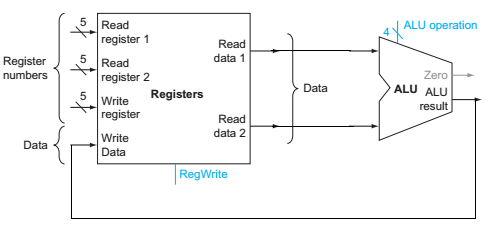 Register
numbers
Data
5
5
5
Read
register 1
Read
register 2
Write
register
Write
Data
Registers
Read
data 1
Read
data 2
RegWrite
Data
4
ALU operation
Zero
ALU
ALU
result